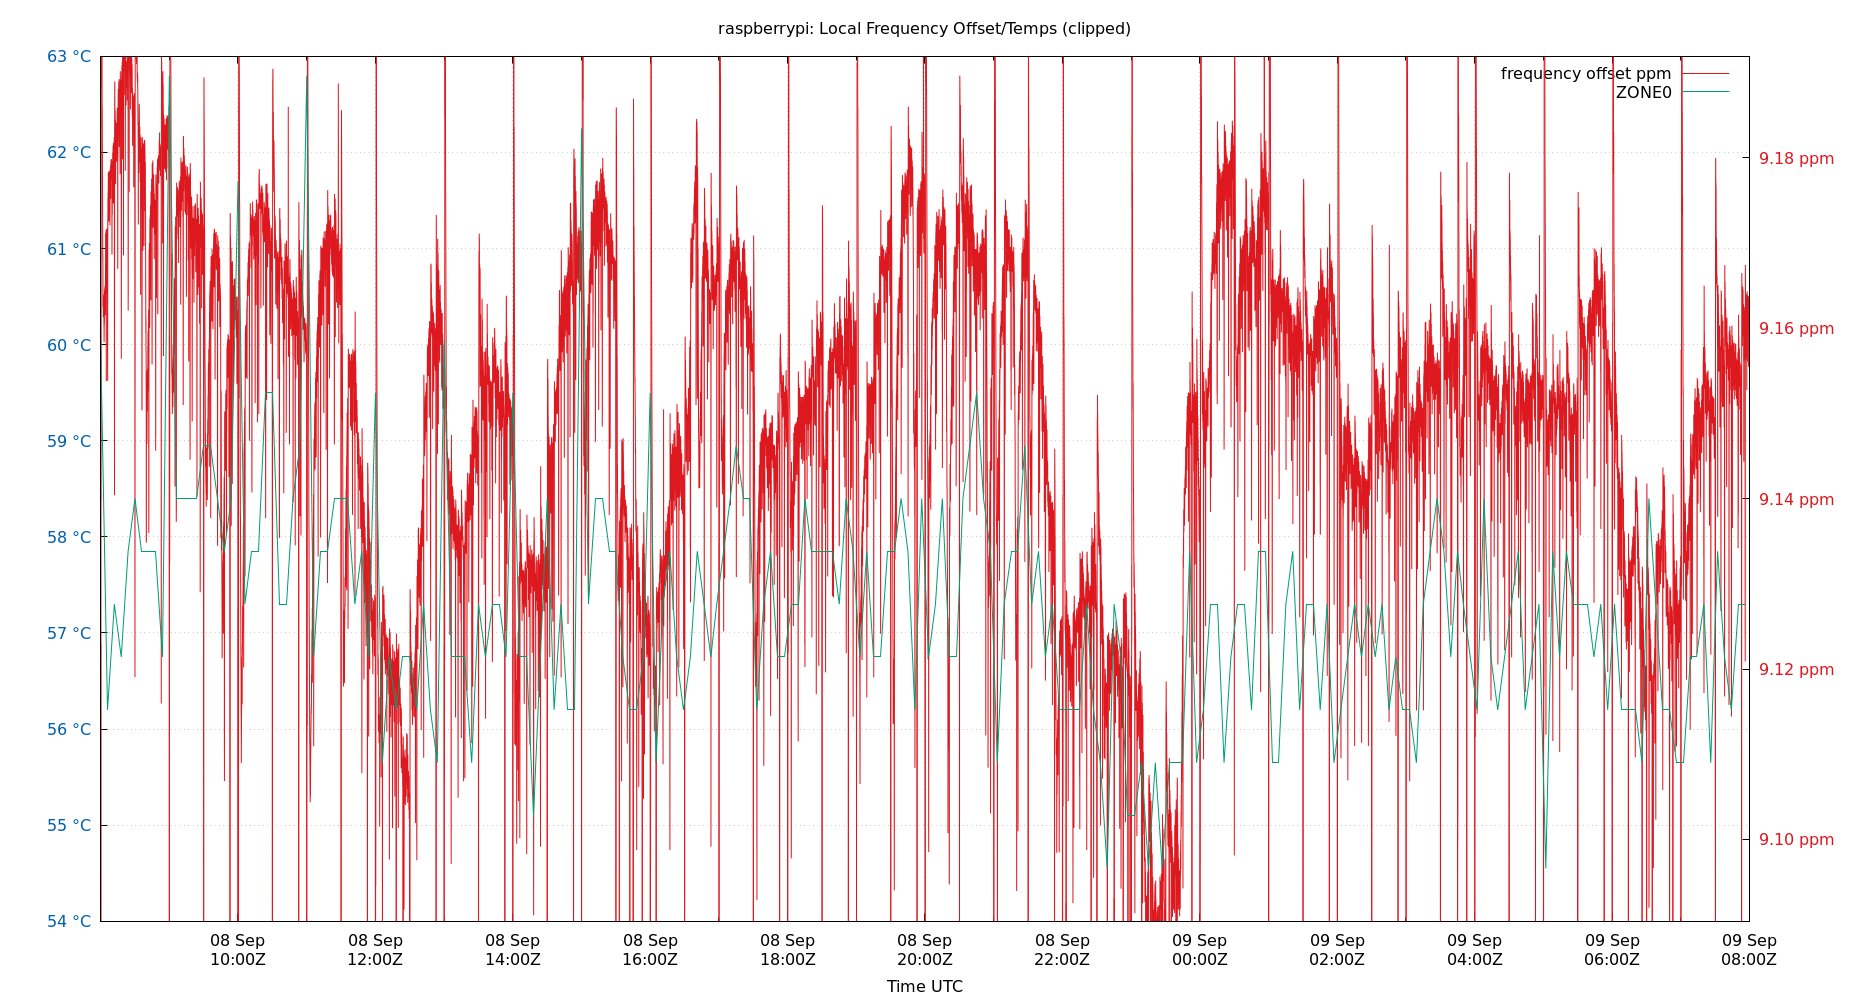 raspberrypi: Local Frequency Offset/Temps (clipped)
63 °C
62 °C
61 °C
60 °C
59 °C
58 °C
57 °C
56 °C
55 °C
54 °C
frequency offset ppm
ZONE0
9.18 ppm
9.16 ppm
9.14 ppm
9.12 ppm
9.10 ppm
08 Sep 08 Sep 08 Sep 08 Sep 08 Sep 08 Sep 08 Sep 09 Sep 09 Sep 09 Sep 09 Sep 09 Sep
10:00Z 12:00Z 14:00Z 16:00Z 18:00Z 20:00Z 22:00Z 00:00Z 02:00Z 04:00Z 06:00Z 08:00Z
Time UTC